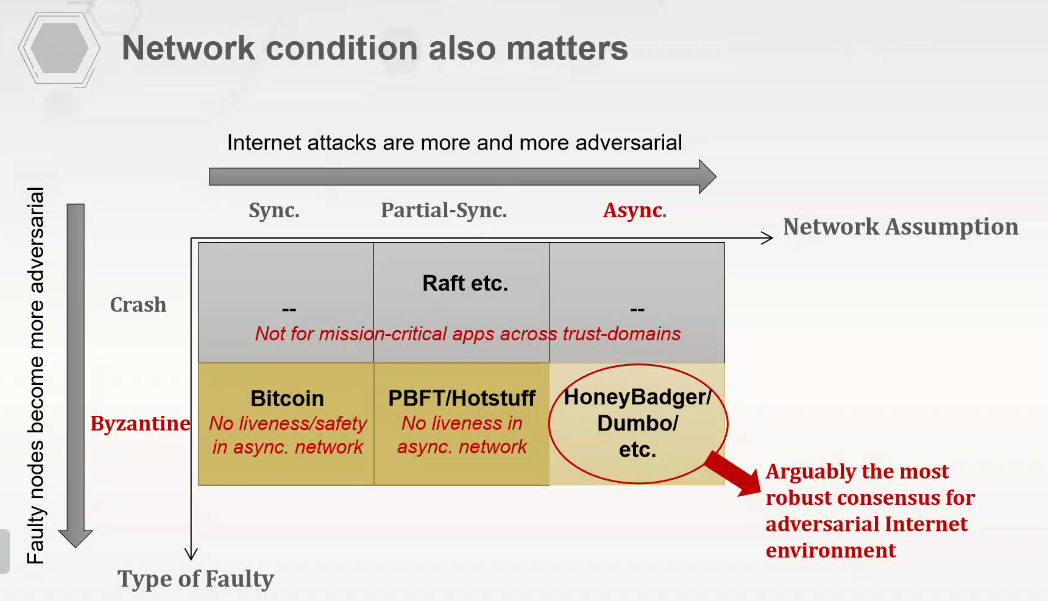 Network condition also matters
Internet attacks are more and more adversarial
Sync.
Partial-Sync.
Async.
Network Assumption
Faulty nodes become more adversarial
Crash
--
Raft etc.
--
Not for mission-critical apps across trust-domains
Byzantine
Bitcoin
No liveness/safety
in async. network
PBFT/Hotstuff
No liveness in
async. network
HoneyBadger/
Dumbo/
etc.
Arguably the most
robust consensus for
adversarial Internet
environment
Type of Faulty